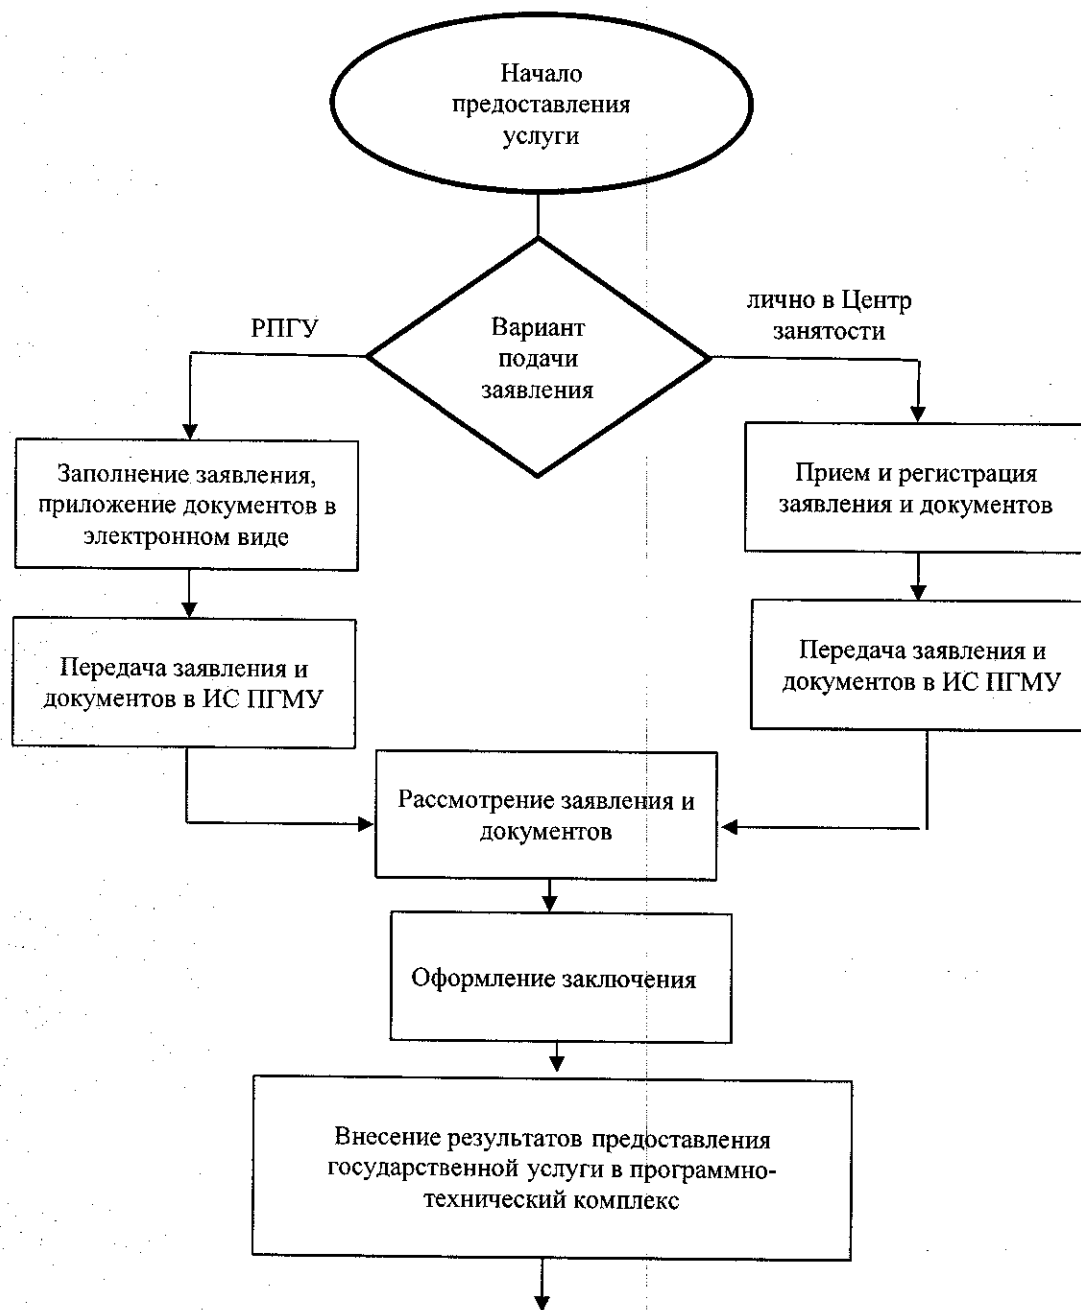 Начало
предоставления
услуги
РПГУ
Вариант
подачи
заявления
лично в Центр
занятости
Заполнение заявления,
приложение документов в
электронном виде
Прием и регистрация
заявления и документов
Передача заявления и
документов в ИС ПГМУ
Передача заявления и
документов в ИС ПГМУ
Рассмотрение заявления и
документов
Оформление заключения
Внесение результатов предоставления
государственной услуги в программно-
технический комплекс